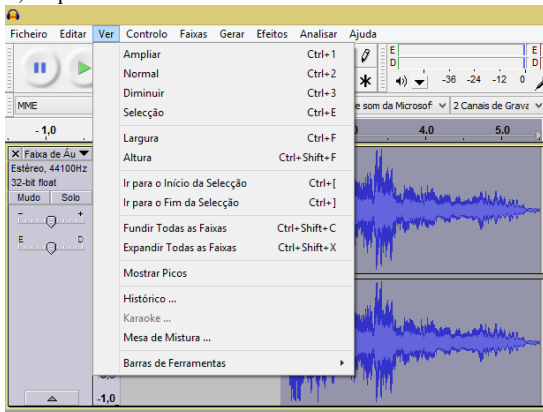 Ficheiro Editar Ver Controlo Faixas Gerar Efeitos Analisar Ajuda
Ampliar Ctrl+1
Normal Ctrl+2
Diminuir Ctrl+3
Selecção Ctrl+E
Largura Ctrl+F
Altura Ctrl+Shift+F
Ir para o Início da Selecção Ctrl+[
Ir para o Fim da Selecção Ctrl+]
Fundir Todas as Faixas Ctrl+Shift+C
Expandir Todas as Faixas Ctrl+Shift+X
Mostrar Picos
Histórico ...
Karaoke ...
Mesa de Mistura ...
Barras de Ferramentas
E D
E D
-36 -24 -12 0
MME
e som da Microsof 2 Canais de Grava
-1,0 4.0 5.0
Faixa de Áu
Estéreo, 44100Hz
32-bit float
Mudo Solo
- +
E D
-1,0